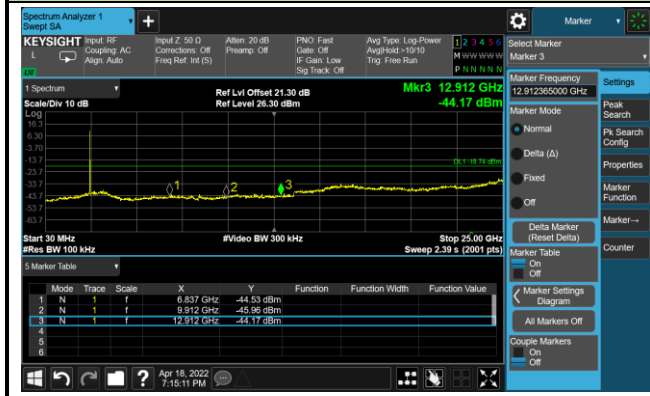 Spectrum Analyzer 1
Swept SA
Marker
KEYSIGHT
L
Input: RF
Coupling: AC
Align: Auto
Input Z: 50 Ω
Corrections: Off
Freq Ref: Int (S)
Atten: 20 dB
Preamp: Off
PNO: Fast
Gate: Off
IF Gain: Low
Sig Track: Off
Avg Type: Log-Power
Avg|Hold:>10/10
Trig: Free Run
1 2 3 4 5 6
M W W W W W
P N N N N N
Select Marker
Marker 3
1 Spectrum
Scale/Div 10 dB
Ref Lvl Offset 21.30 dB
Ref Level 26.30 dBm
Mkr3 12.912 GHz
-44.17 dBm
Log
16.3
6.30
-3.70
-13.7
-23.7
-33.7
-43.7
-53.7
-63.7
DL1 -18.74 dBm
1
2
3
Start 30 MHz
#Res BW 100 kHz
#Video BW 300 kHz
Stop 25.00 GHz
Sweep 2.39 s (2001 pts)
5 Marker Table
Mode Trace Scale X Y Function Function Width Function Value
1 N 1 f 6.837 GHz -44.53 dBm
2 N 1 f 9.912 GHz -45.96 dBm
3 N 1 f 12.912 GHz -44.17 dBm
4
5
6
Marker Frequency
12.912365000 GHz
Marker Mode
Normal
Delta (Δ)
Fixed
Off
Delta Marker
(Reset Delta)
Marker Table
On
Off
Marker Settings
Diagram
All Markers Off
Couple Markers
On
Off
Settings
Peak
Search
Pk Search
Config
Properties
Marker
Function
Marker→
Counter
?
Apr 18, 2022
7:15:11 PM